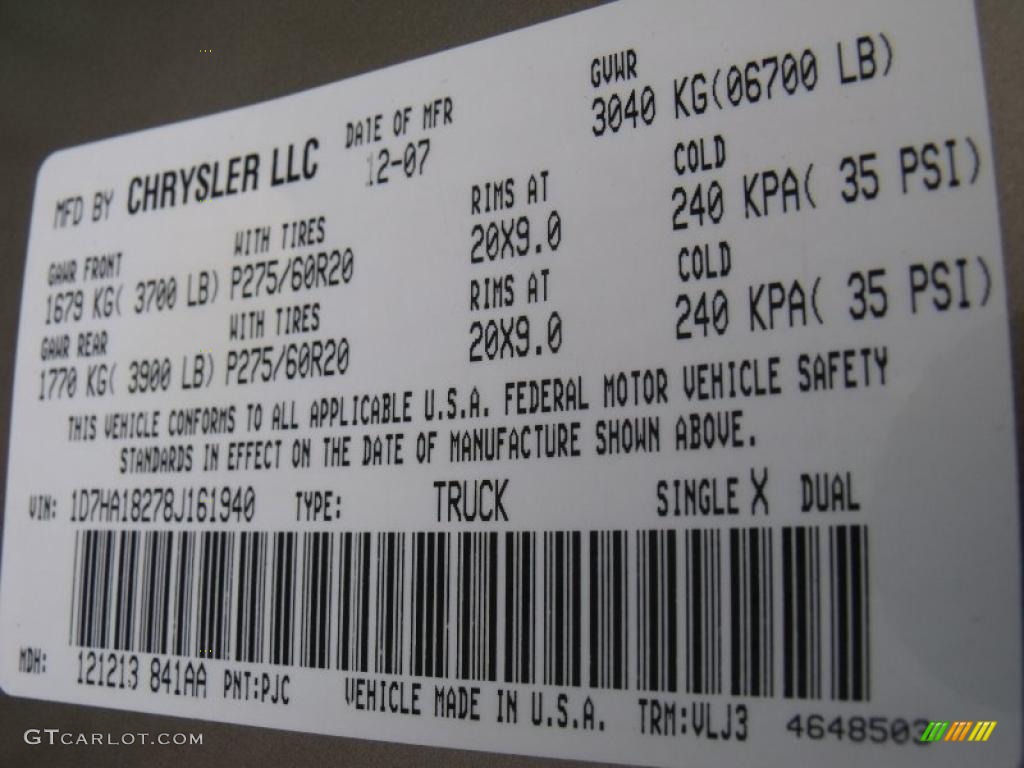 MFD BY CHRYSLER LLC DATE OF MFR 12-07 GVWR 3040 KG(06700 LB)
GAWR FRONT WITH TIRES RIMS AT COLD
1679 KG( 3700 LB) P275/60R20 20X9.0 240 KPA( 35 PSI)
GAWR REAR WITH TIRES RIMS AT COLD
1770 KG( 3900 LB) P275/60R20 20X9.0 240 KPA( 35 PSI)
THIS VEHICLE CONFORMS TO ALL APPLICABLE U.S.A. FEDERAL MOTOR VEHICLE SAFETY
STANDARDS IN EFFECT ON THE DATE OF MANUFACTURE SHOWN ABOVE.
VIN: 1D7HA18278J161940 TYPE: TRUCK SINGLE X DUAL
MDH: 121213 841AA PNT:PJC VEHICLE MADE IN U.S.A. TRM:VLJ3 4648503
GTCARLOT.COM